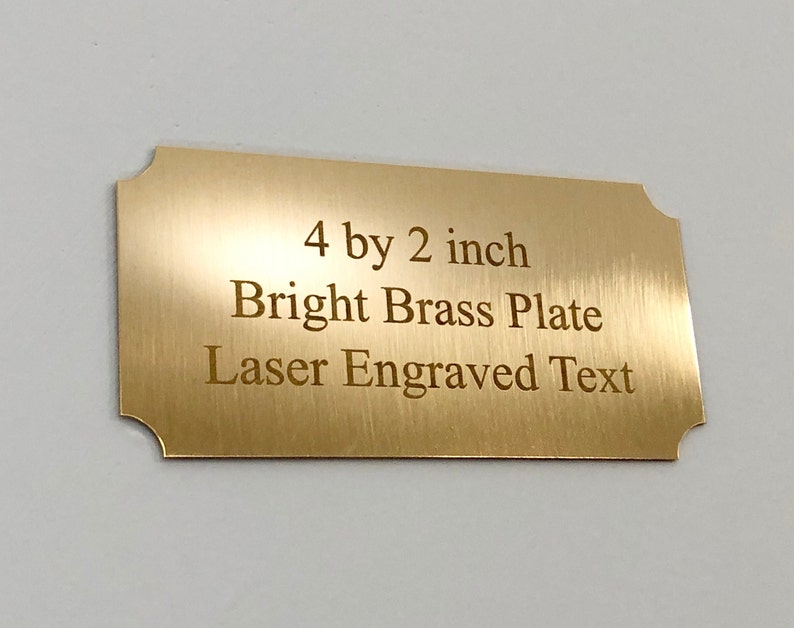 4 by 2 inch
Bright Brass Plate
Laser Engraved Text